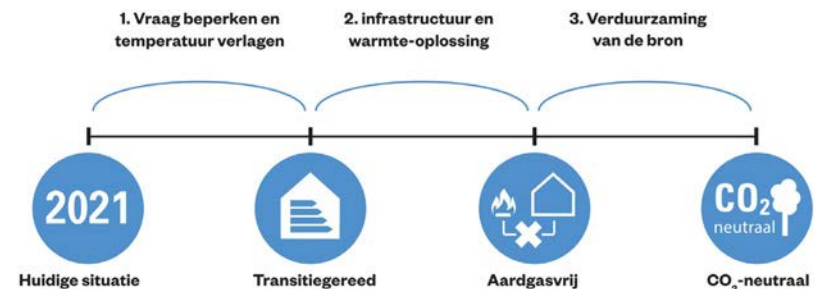 1. Vraag beperken en
temperatuur verlagen
2. infrastructuur en
warmte-oplossing
3. Verduurzaming
van de bron
2021
CO₂
neutraal
Huidige situatie
Transitiegereed
Aardgasvrij
CO₂-neutraal